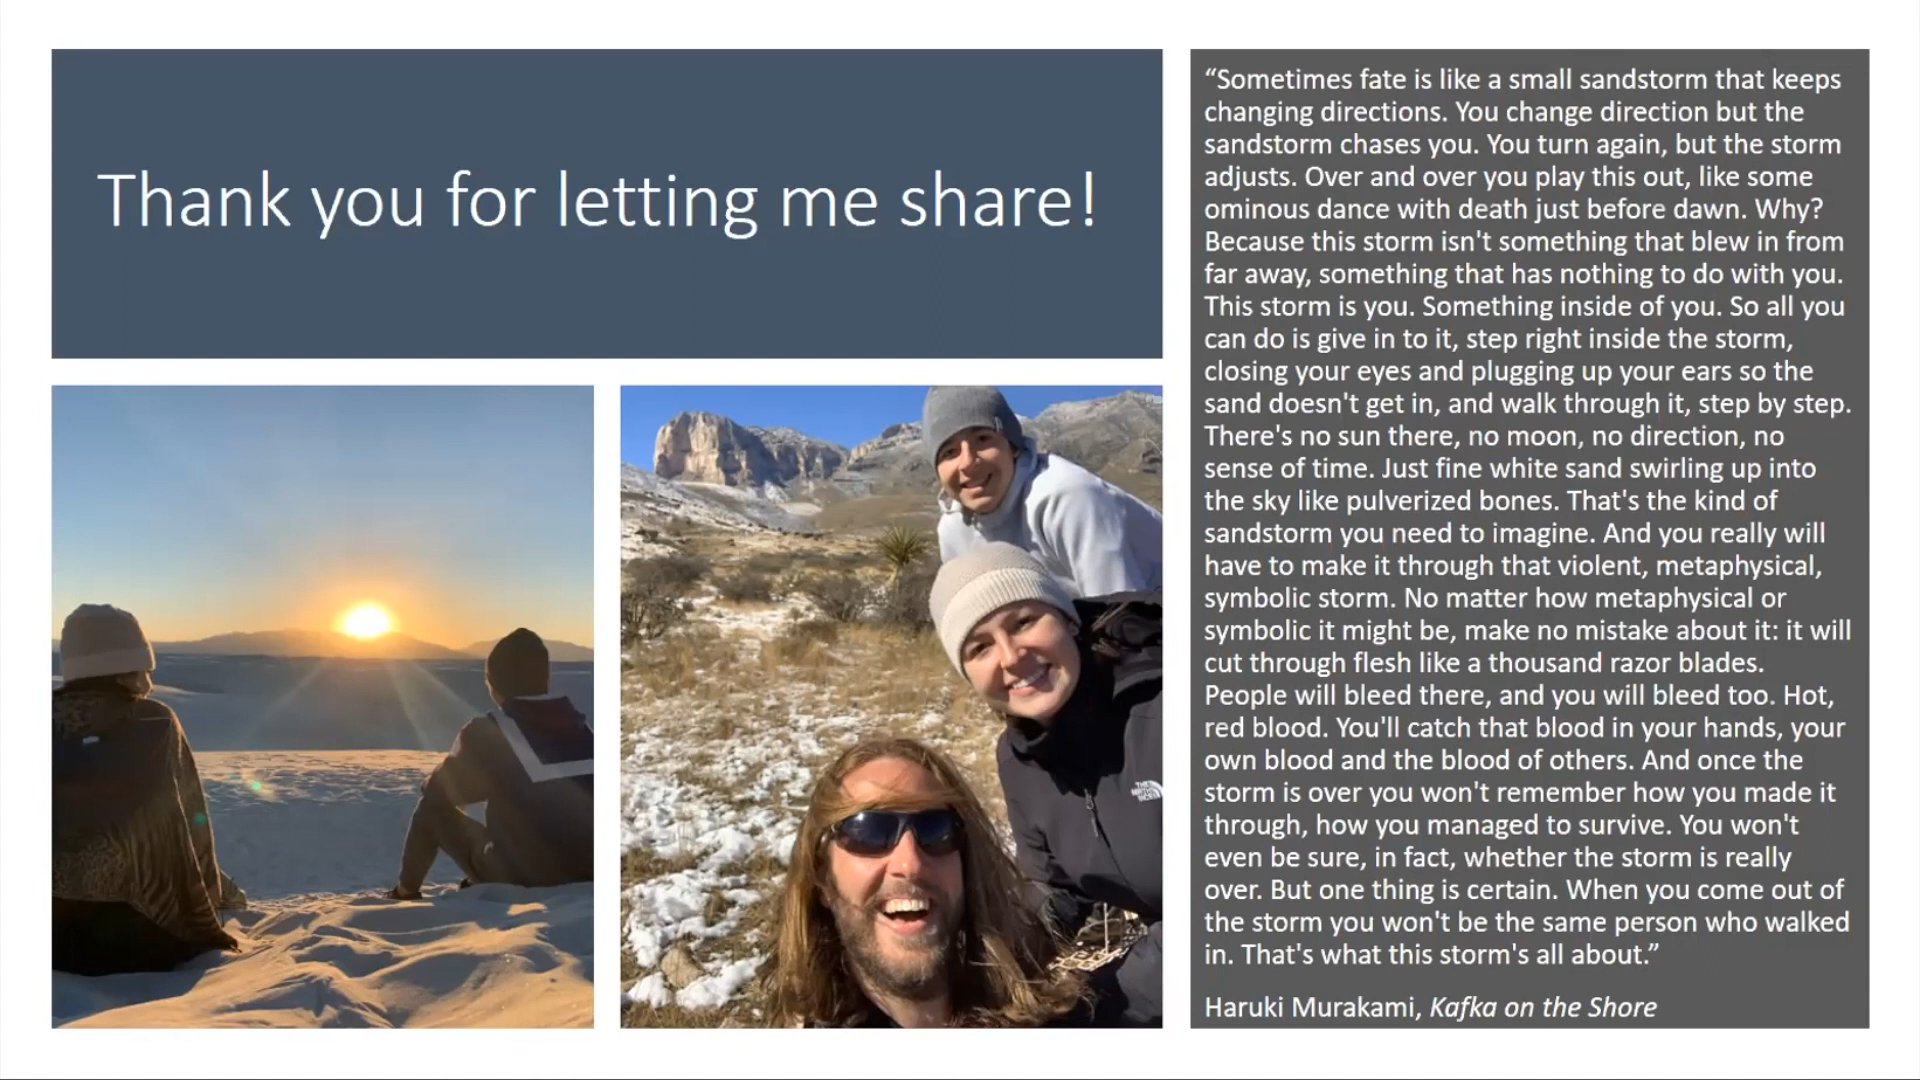 Thank you for letting me share!
“Sometimes fate is like a small sandstorm that keeps
changing directions. You change direction but the
sandstorm chases you. You turn again, but the storm
adjusts. Over and over you play this out, like some
ominous dance with death just before dawn. Why?
Because this storm isn't something that blew in from
far away, something that has nothing to do with you.
This storm is you. Something inside of you. So all you
can do is give in to it, step right inside the storm,
closing your eyes and plugging up your ears so the
sand doesn't get in, and walk through it, step by step.
There's no sun there, no moon, no direction, no
sense of time. Just fine white sand swirling up into
the sky like pulverized bones. That's the kind of
sandstorm you need to imagine. And you really will
have to make it through that violent, metaphysical,
symbolic storm. No matter how metaphysical or
symbolic it might be, make no mistake about it: it will
cut through flesh like a thousand razor blades.
People will bleed there, and you will bleed too. Hot,
red blood. You'll catch that blood in your hands, your
own blood and the blood of others. And once the
storm is over you won't remember how you made it
through, how you managed to survive. You won't
even be sure, in fact, whether the storm is really
over. But one thing is certain. When you come out of
the storm you won't be the same person who walked
in. That's what this storm's all about.”
Haruki Murakami, Kafka on the Shore
THE
NORTH
FACE